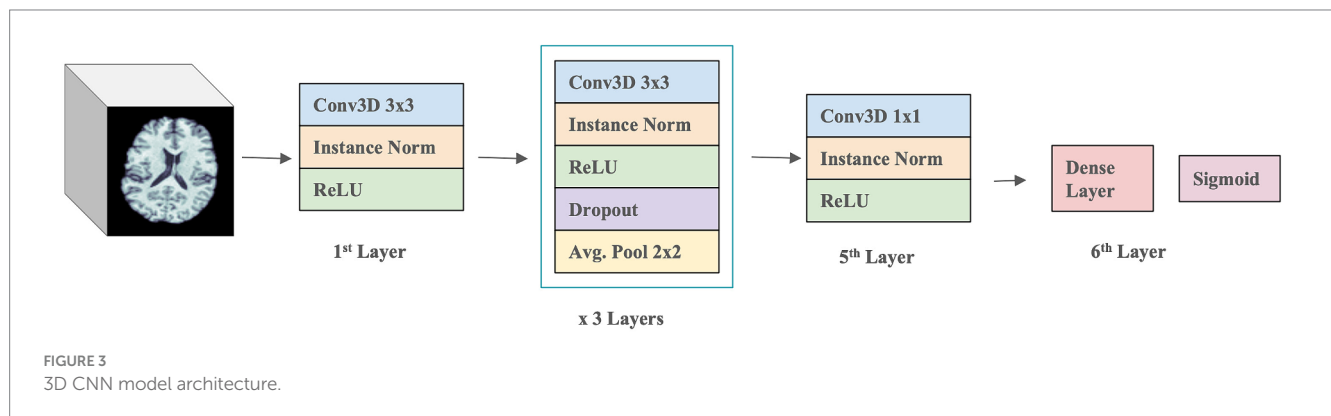 Conv3D 3x3
Instance Norm
ReLU
1st Layer
Conv3D 3x3
Instance Norm
ReLU
Dropout
Avg. Pool 2x2
x 3 Layers
Conv3D 1x1
Instance Norm
ReLU
5th Layer
Dense
Layer
Sigmoid
6th Layer
FIGURE 3
3D CNN model architecture.